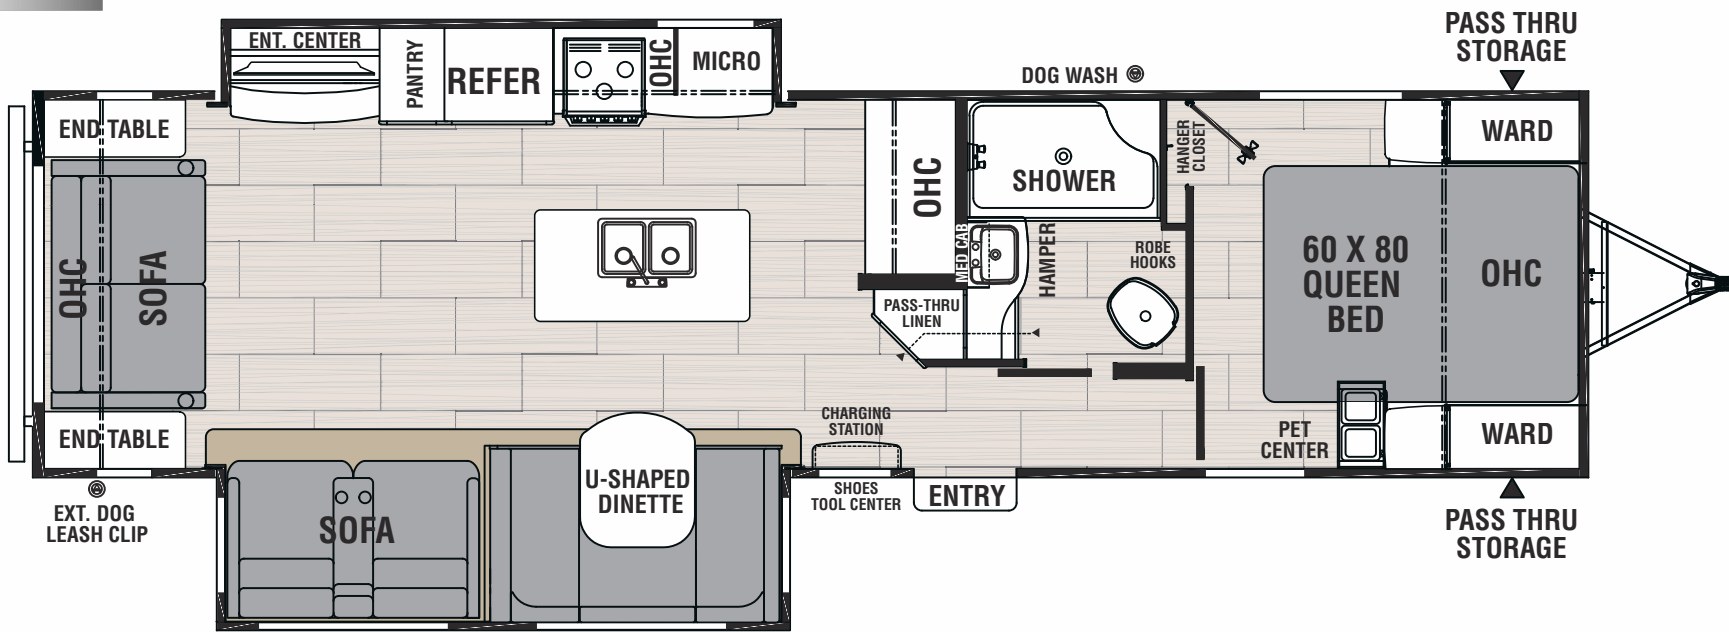 PASS THRU
STORAGE
ENT. CENTER
PANTRY
REFER
OHC
MICRO
DOG WASH
END TABLE
OHC
SOFA
OHC
SHOWER
HANGER
CLOSET
WARD
MED CAB
HAMPER
ROBE
HOOKS
60 X 80
QUEEN
BED
OHC
PASS-THRU
LINEN
END TABLE
CHARGING
STATION
PET
CENTER
WARD
EXT. DOG
LEASH CLIP
SOFA
U-SHAPED
DINETTE
SHOES
TOOL CENTER
ENTRY
PASS THRU
STORAGE